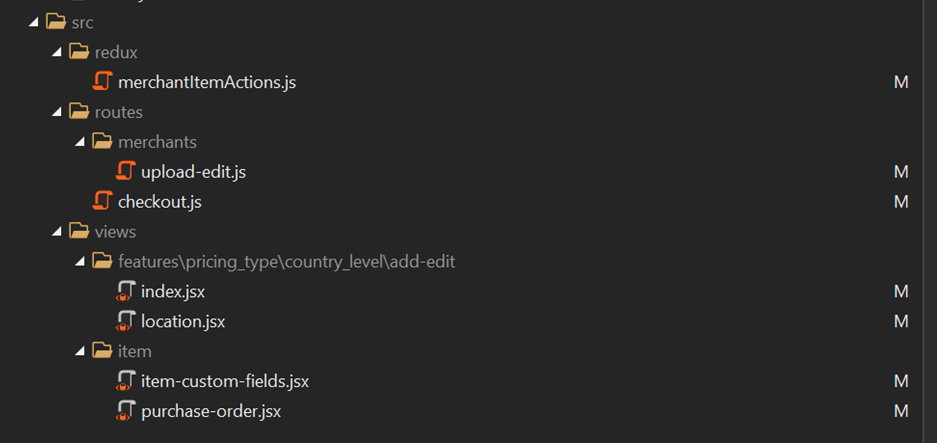 src
redux
merchantItemActions.js M
routes
merchants
upload-edit.js M
checkout.js M
views
features\pricing_type\country_level\add-edit
index.jsx M
location.jsx M
item
item-custom-fields.jsx M
purchase-order.jsx M